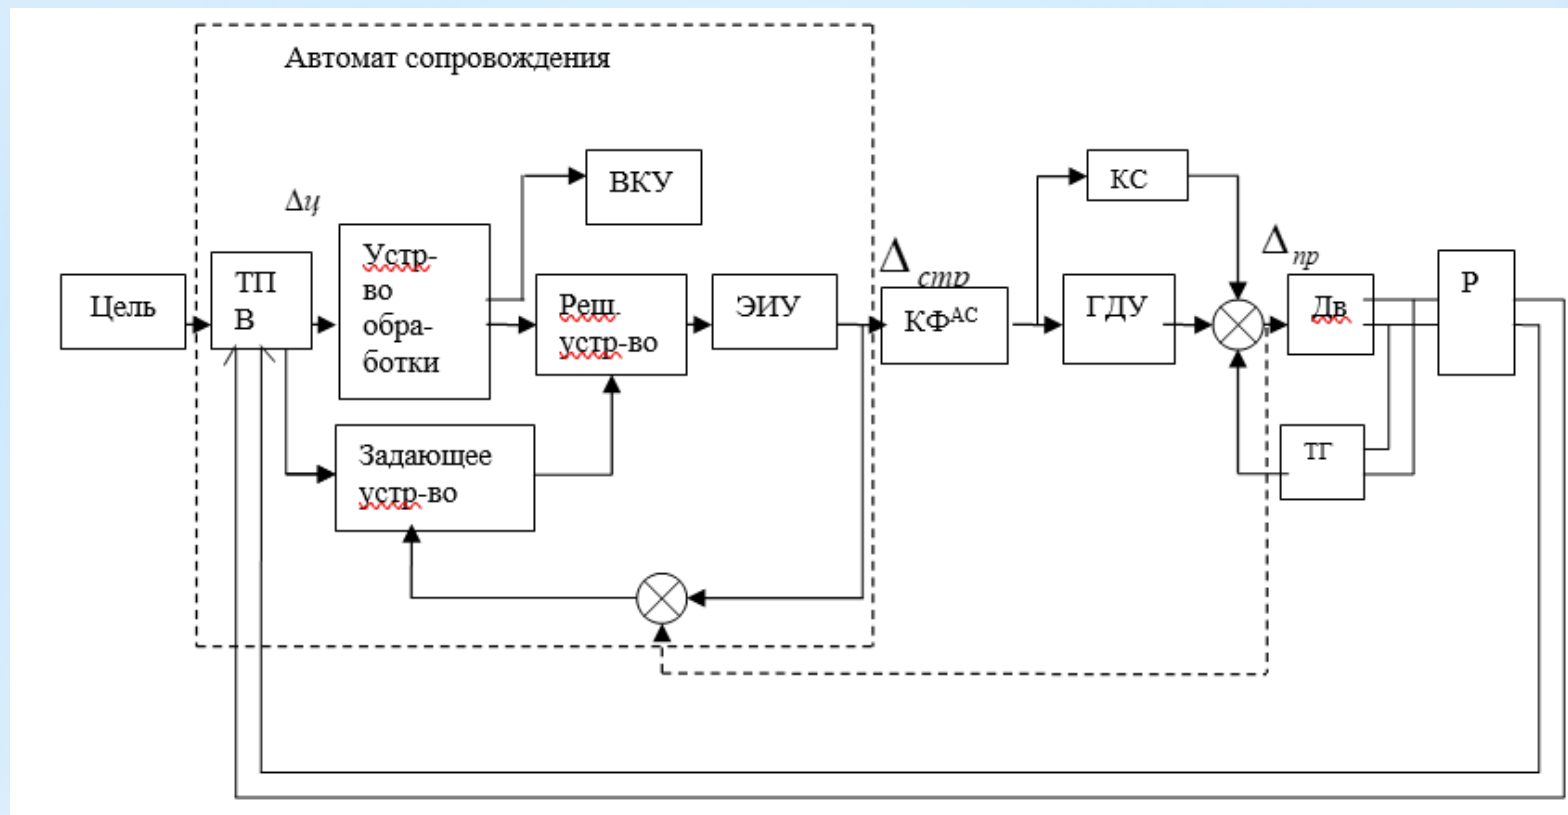 Автомат сопровождения
ВКУ
КС
Δц
Устр-
во
обра-
ботки
Δстр
Δпр
Цель
ТП
В
Реш.
устр-во
ЭИУ
КФАС
ГДУ
Дв
Р
Задающее
устр-во
ТГ